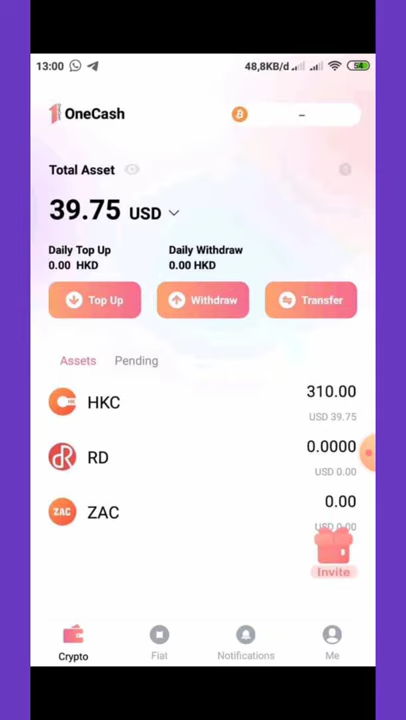 13:00 48,8KB/d 54
OneCash –
Total Asset
39.75 USD
Daily Top Up Daily Withdraw
0.00 HKD 0.00 HKD
Top Up Withdraw Transfer
Assets Pending
HKC 310.00
USD 39.75
RD 0.0000
USD 0.00
ZAC ZAC 0.00
USD 0.00
Invite
Crypto Fiat Notifications Me